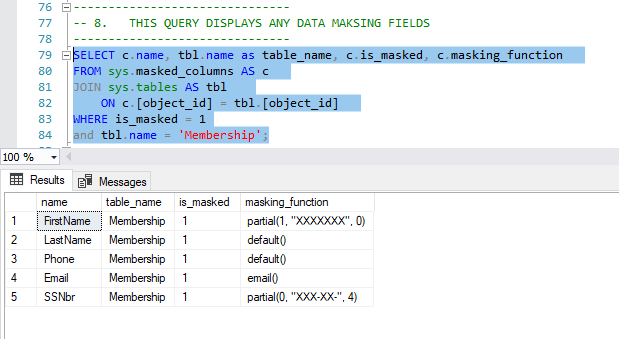 76 --------------------------------
77 -- 8.   THIS QUERY DISPLAYS ANY DATA MAKSING FIELDS
78 --------------------------------
79 SELECT c.name, tbl.name as table_name, c.is_masked, c.masking_function
80 FROM sys.masked_columns AS c
81 JOIN sys.tables AS tbl
82     ON c.[object_id] = tbl.[object_id]
83 WHERE is_masked = 1
84 and tbl.name = 'Membership';
100 %
Results Messages
name table_name is_masked masking_function
1 FirstName Membership 1 partial(1, "XXXXXXX", 0)
2 LastName Membership 1 default()
3 Phone Membership 1 default()
4 Email Membership 1 email()
5 SSNbr Membership 1 partial(0, "XXX-XX-", 4)